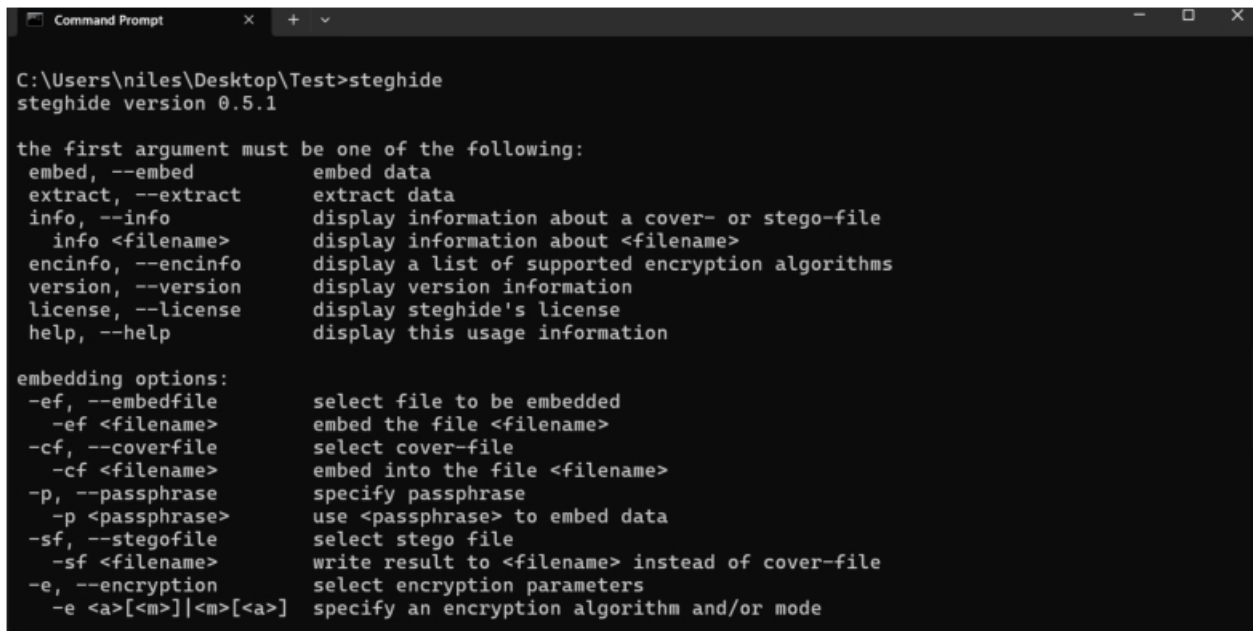 Command Prompt
C:\Users\niles\Desktop\Test>steghide
steghide version 0.5.1
the first argument must be one of the following:
embed, --embed embed data
extract, --extract extract data
info, --info display information about a cover- or stego-file
info <filename> display information about <filename>
encinfo, --encinfo display a list of supported encryption algorithms
version, --version display version information
license, --license display steghide's license
help, --help display this usage information
embedding options:
-ef, --embedfile select file to be embedded
-ef <filename> embed the file <filename>
-cf, --coverfile select cover-file
-cf <filename> embed into the file <filename>
-p, --passphrase specify passphrase
-p <passphrase> use <passphrase> to embed data
-sf, --stegofile select stego file
-sf <filename> write result to <filename> instead of cover-file
-e, --encryption select encryption parameters
-e <a>[<m>]|<m>[<a>] specify an encryption algorithm and/or mode